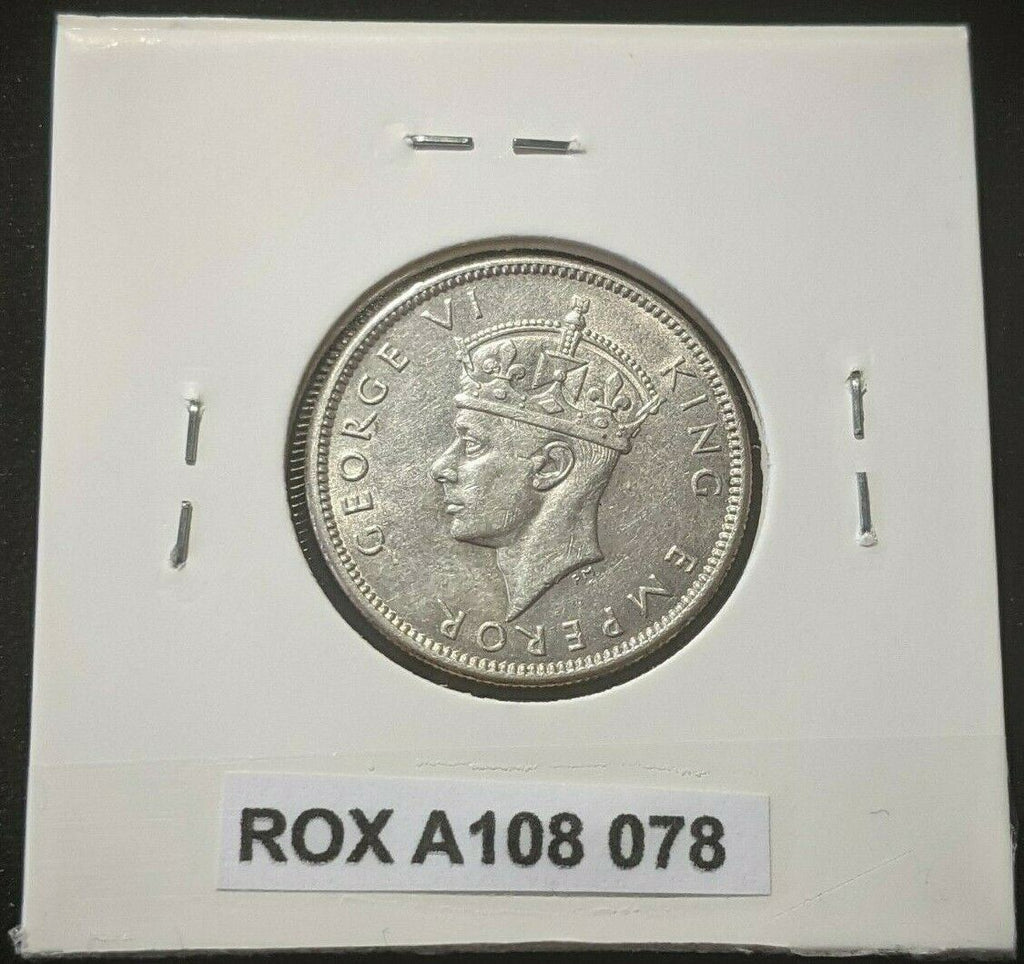 GEORGE VI KING EMPEROR
PM
ROX A108 078